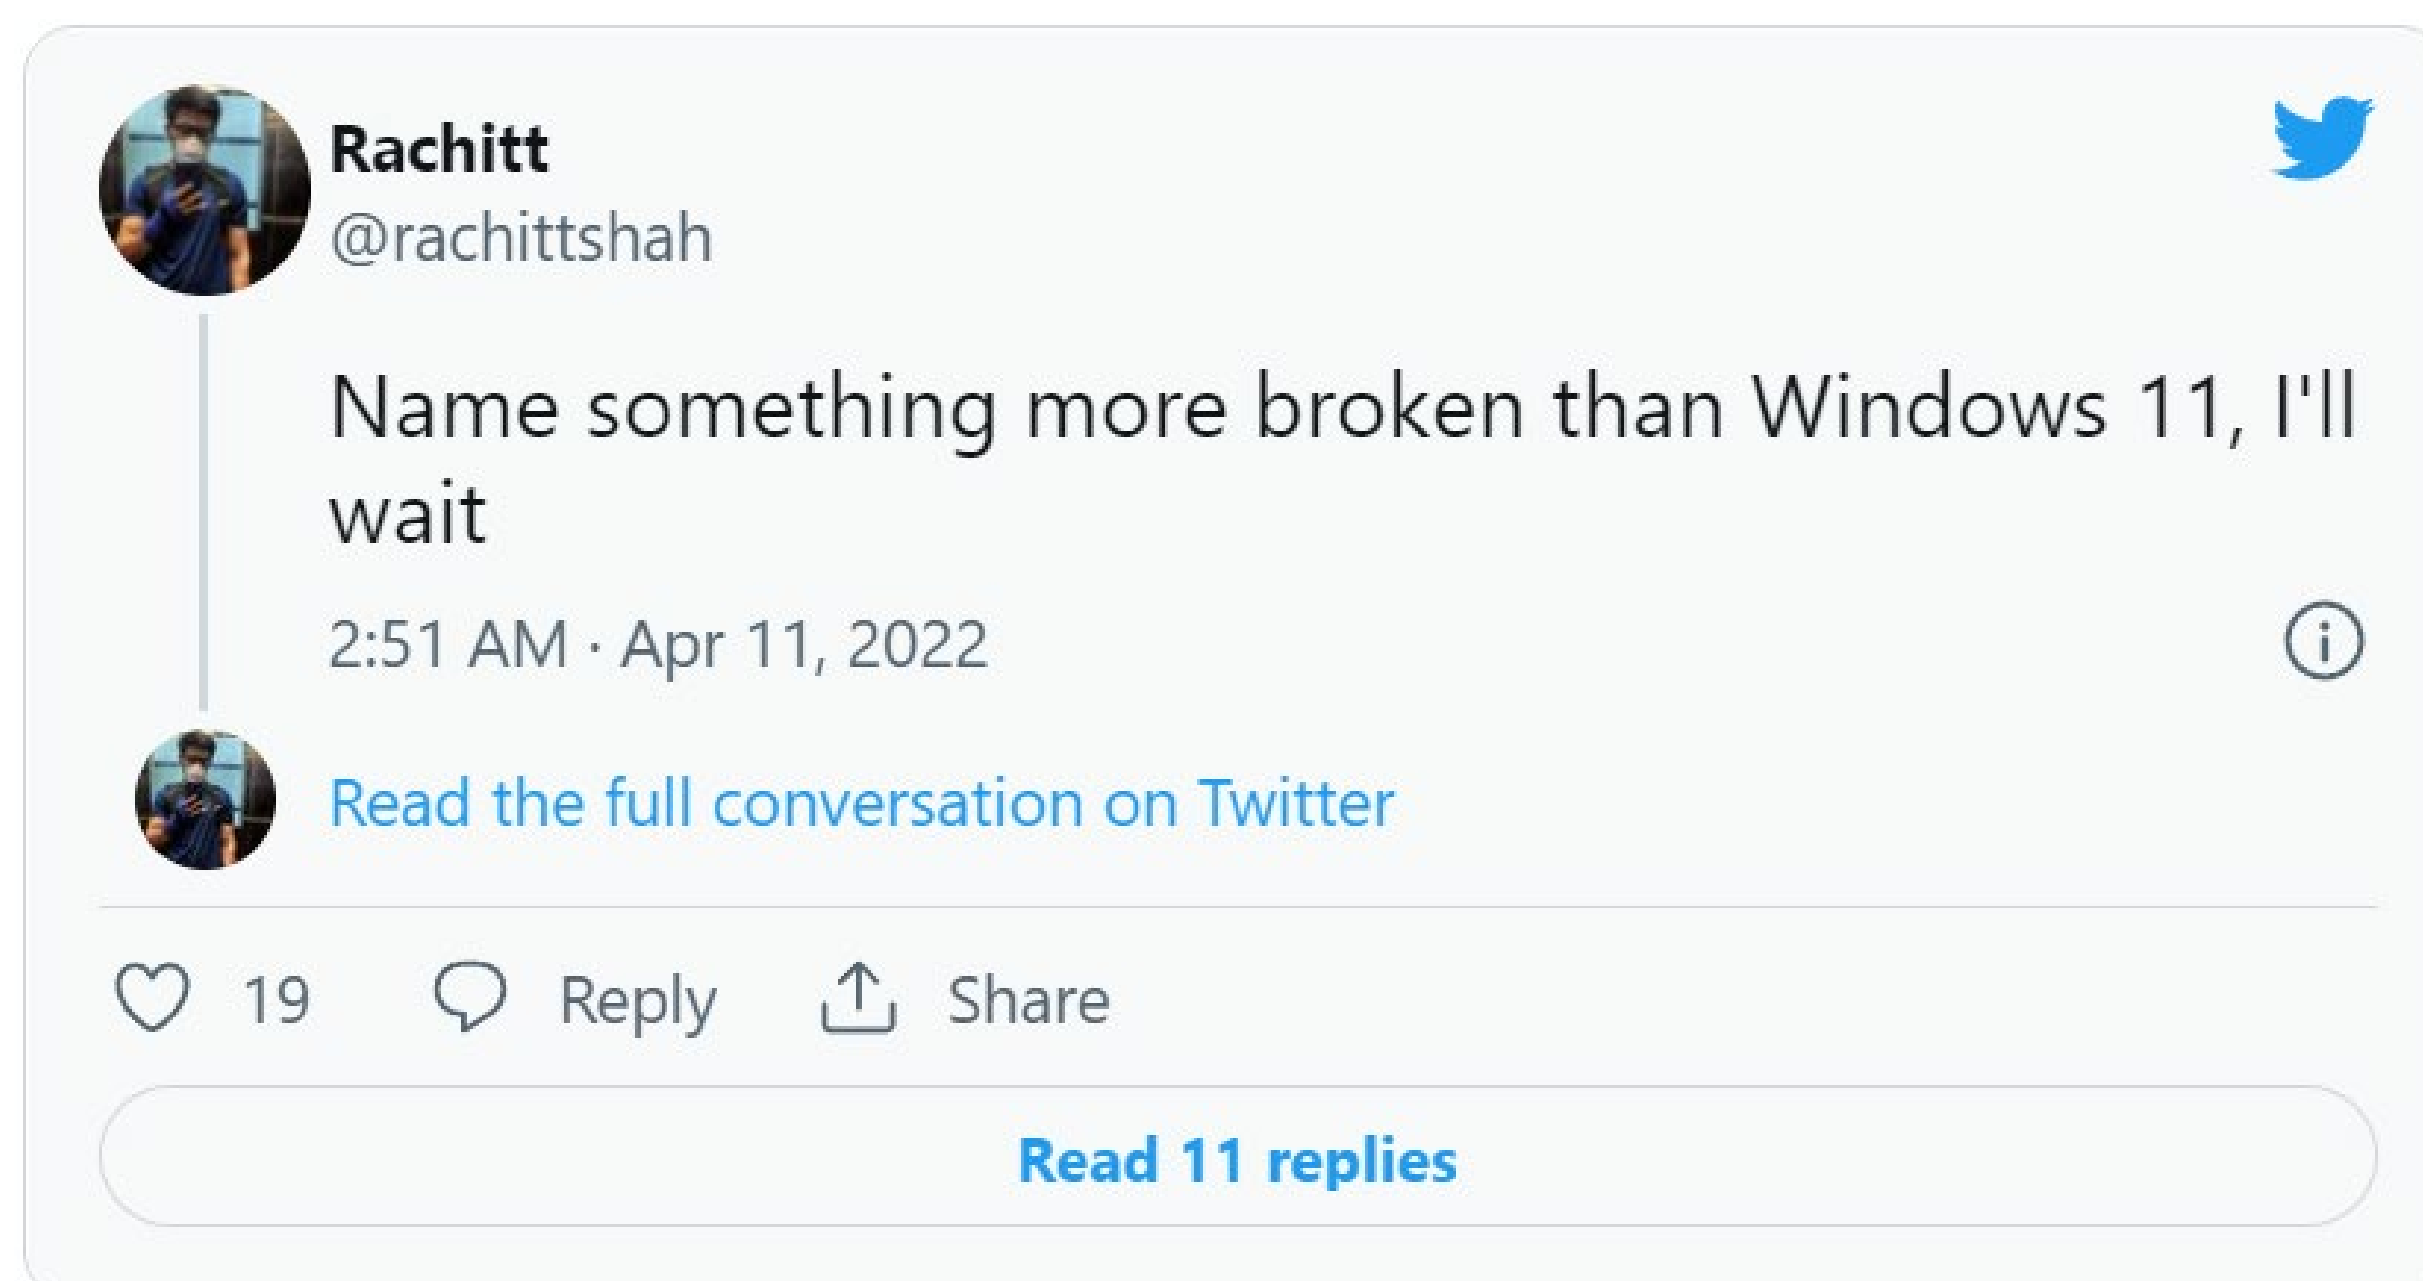 Rachitt
@rachittshah
Name something more broken than Windows 11, I'll
wait
2:51 AM · Apr 11, 2022
Read the full conversation on Twitter
19 Reply Share
Read 11 replies